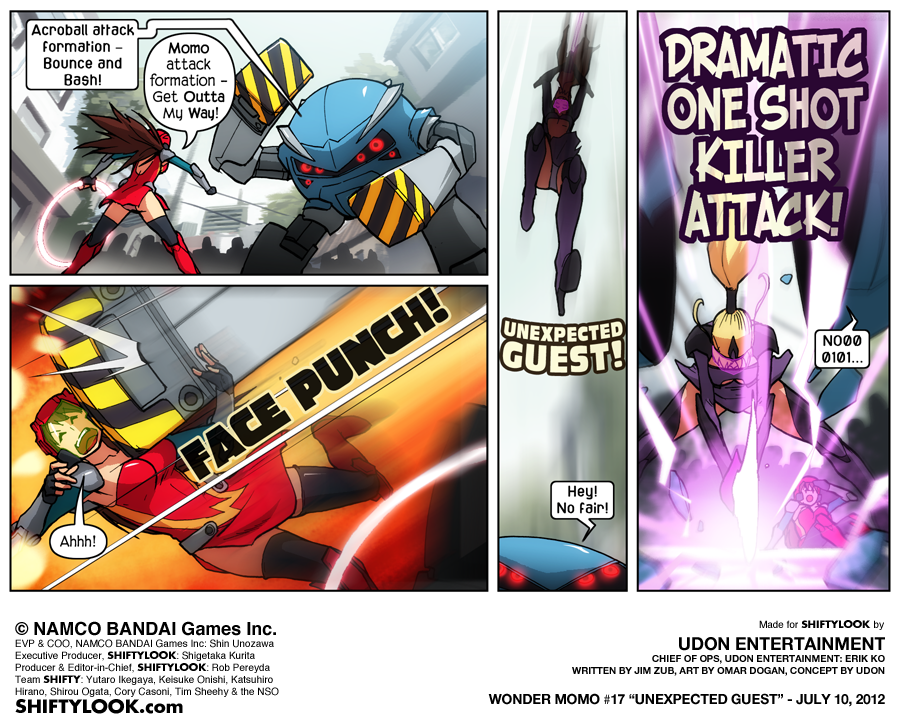 Acroball attack
formation –
Bounce and
Bash!
Momo
attack
formation –
Get Outta
My Way!
FACE PUNCH!
Ahhh!
UNEXPECTED
GUEST!
Hey!
No fair!
DRAMATIC
ONE SHOT
KILLER
ATTACK!
NO00
0101...
© NAMCO BANDAI Games Inc.
EVP & COO, NAMCO BANDAI Games Inc: Shin Unozawa
Executive Producer, SHIFTYLOOK: Shigetaka Kurita
Producer & Editor-in-Chief, SHIFTYLOOK: Rob Pereyda
Team SHIFTY: Yutaro Ikegaya, Keisuke Onishi, Katsuhiro
Hirano, Shirou Ogata, Cory Casoni, Tim Sheehy & the NSO
SHIFTYLOOK.com
Made for SHIFTYLOOK by
UDON ENTERTAINMENT
CHIEF OF OPS, UDON ENTERTAINMENT: ERIK KO
WRITTEN BY JIM ZUB, ART BY OMAR DOGAN, CONCEPT BY UDON
WONDER MOMO #17 “UNEXPECTED GUEST” - JULY 10, 2012